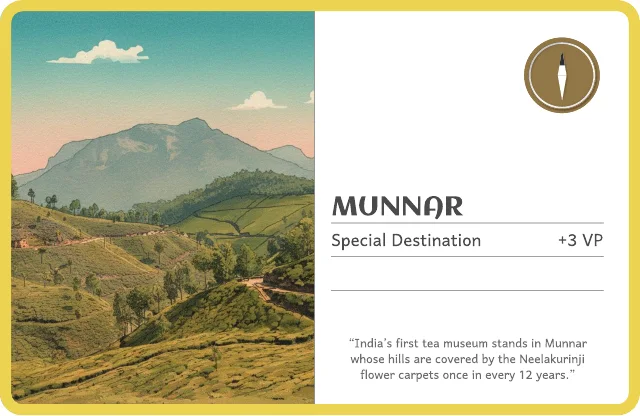 MUNNAR
Special Destination +3 VP
“India’s first tea museum stands in Munnar
whose hills are covered by the Neelakurinji
flower carpets once in every 12 years.”